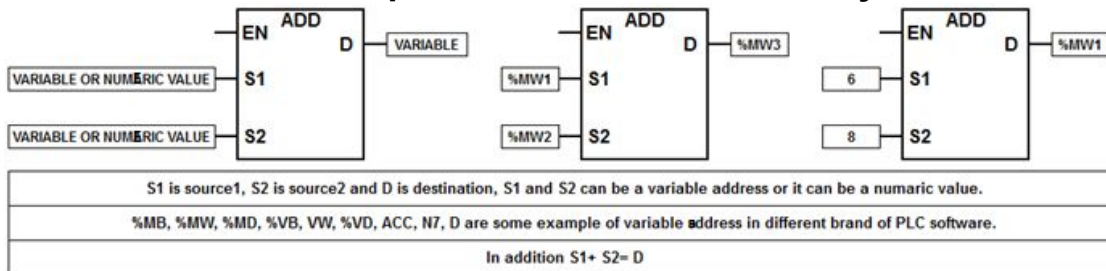 ADD
EN
D
VARIABLE
VARIABLE OR NUMERIC VALUE
S1
VARIABLE OR NUMERIC VALUE
S2
ADD
EN
D
%MW3
%MW1
S1
%MW2
S2
ADD
EN
D
%MW1
6
S1
8
S2
S1 is source1, S2 is source2 and D is destination, S1 and S2 can be a variable address or it can be a numaric value.
%MB, %MW, %MD, %VB, VW, %VD, ACC, N7, D are some example of variable address in different brand of PLC software.
In addition S1+ S2= D